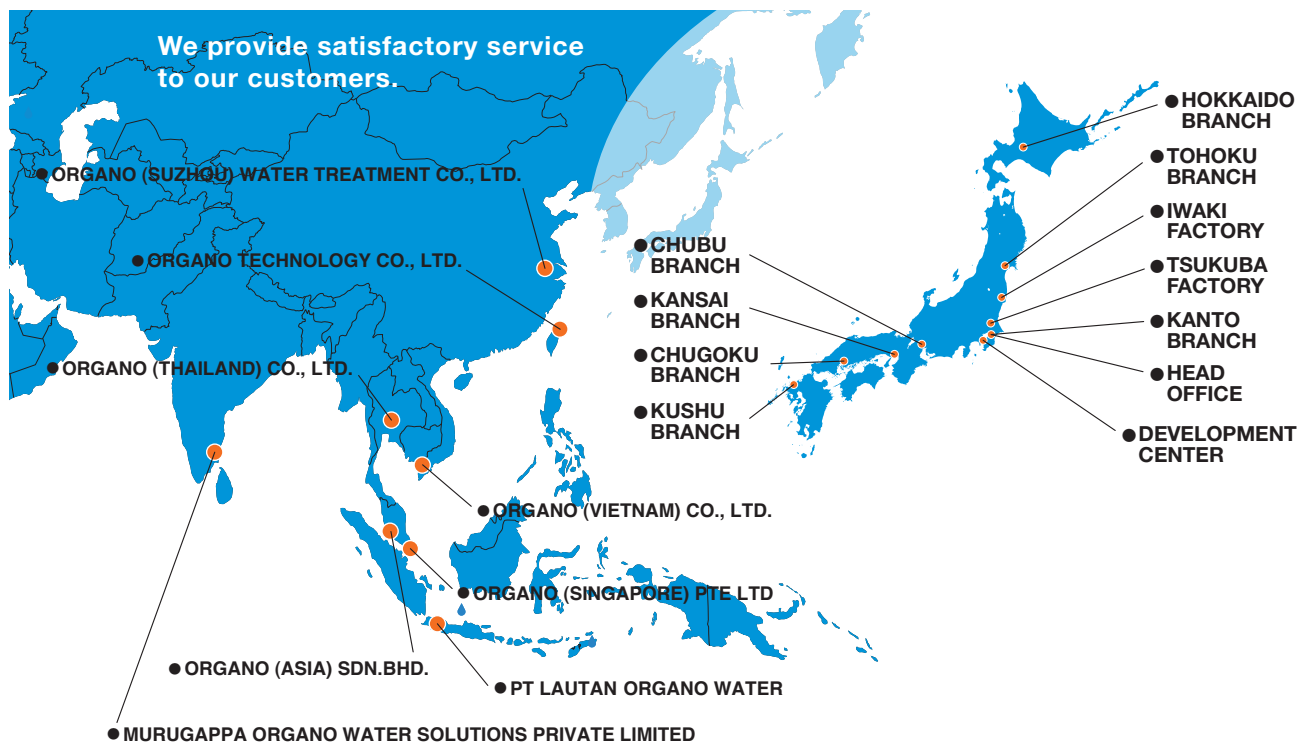 We provide satisfactory service
to our customers.
● ORGANO (SUZHOU) WATER TREATMENT CO., LTD.
● ORGANO TECHNOLOGY CO., LTD.
● ORGANO (THAILAND) CO., LTD.
● ORGANO (VIETNAM) CO., LTD.
● ORGANO (SINGAPORE) PTE LTD
● ORGANO (ASIA) SDN.BHD.
● PT LAUTAN ORGANO WATER
● MURUGAPPA ORGANO WATER SOLUTIONS PRIVATE LIMITED
● CHUBU
BRANCH
● KANSAI
BRANCH
● CHUGOKU
BRANCH
● KUSHU
BRANCH
● HOKKAIDO
BRANCH
● TOHOKU
BRANCH
● IWAKI
FACTORY
● TSUKUBA
FACTORY
● KANTO
BRANCH
● HEAD
OFFICE
● DEVELOPMENT
CENTER